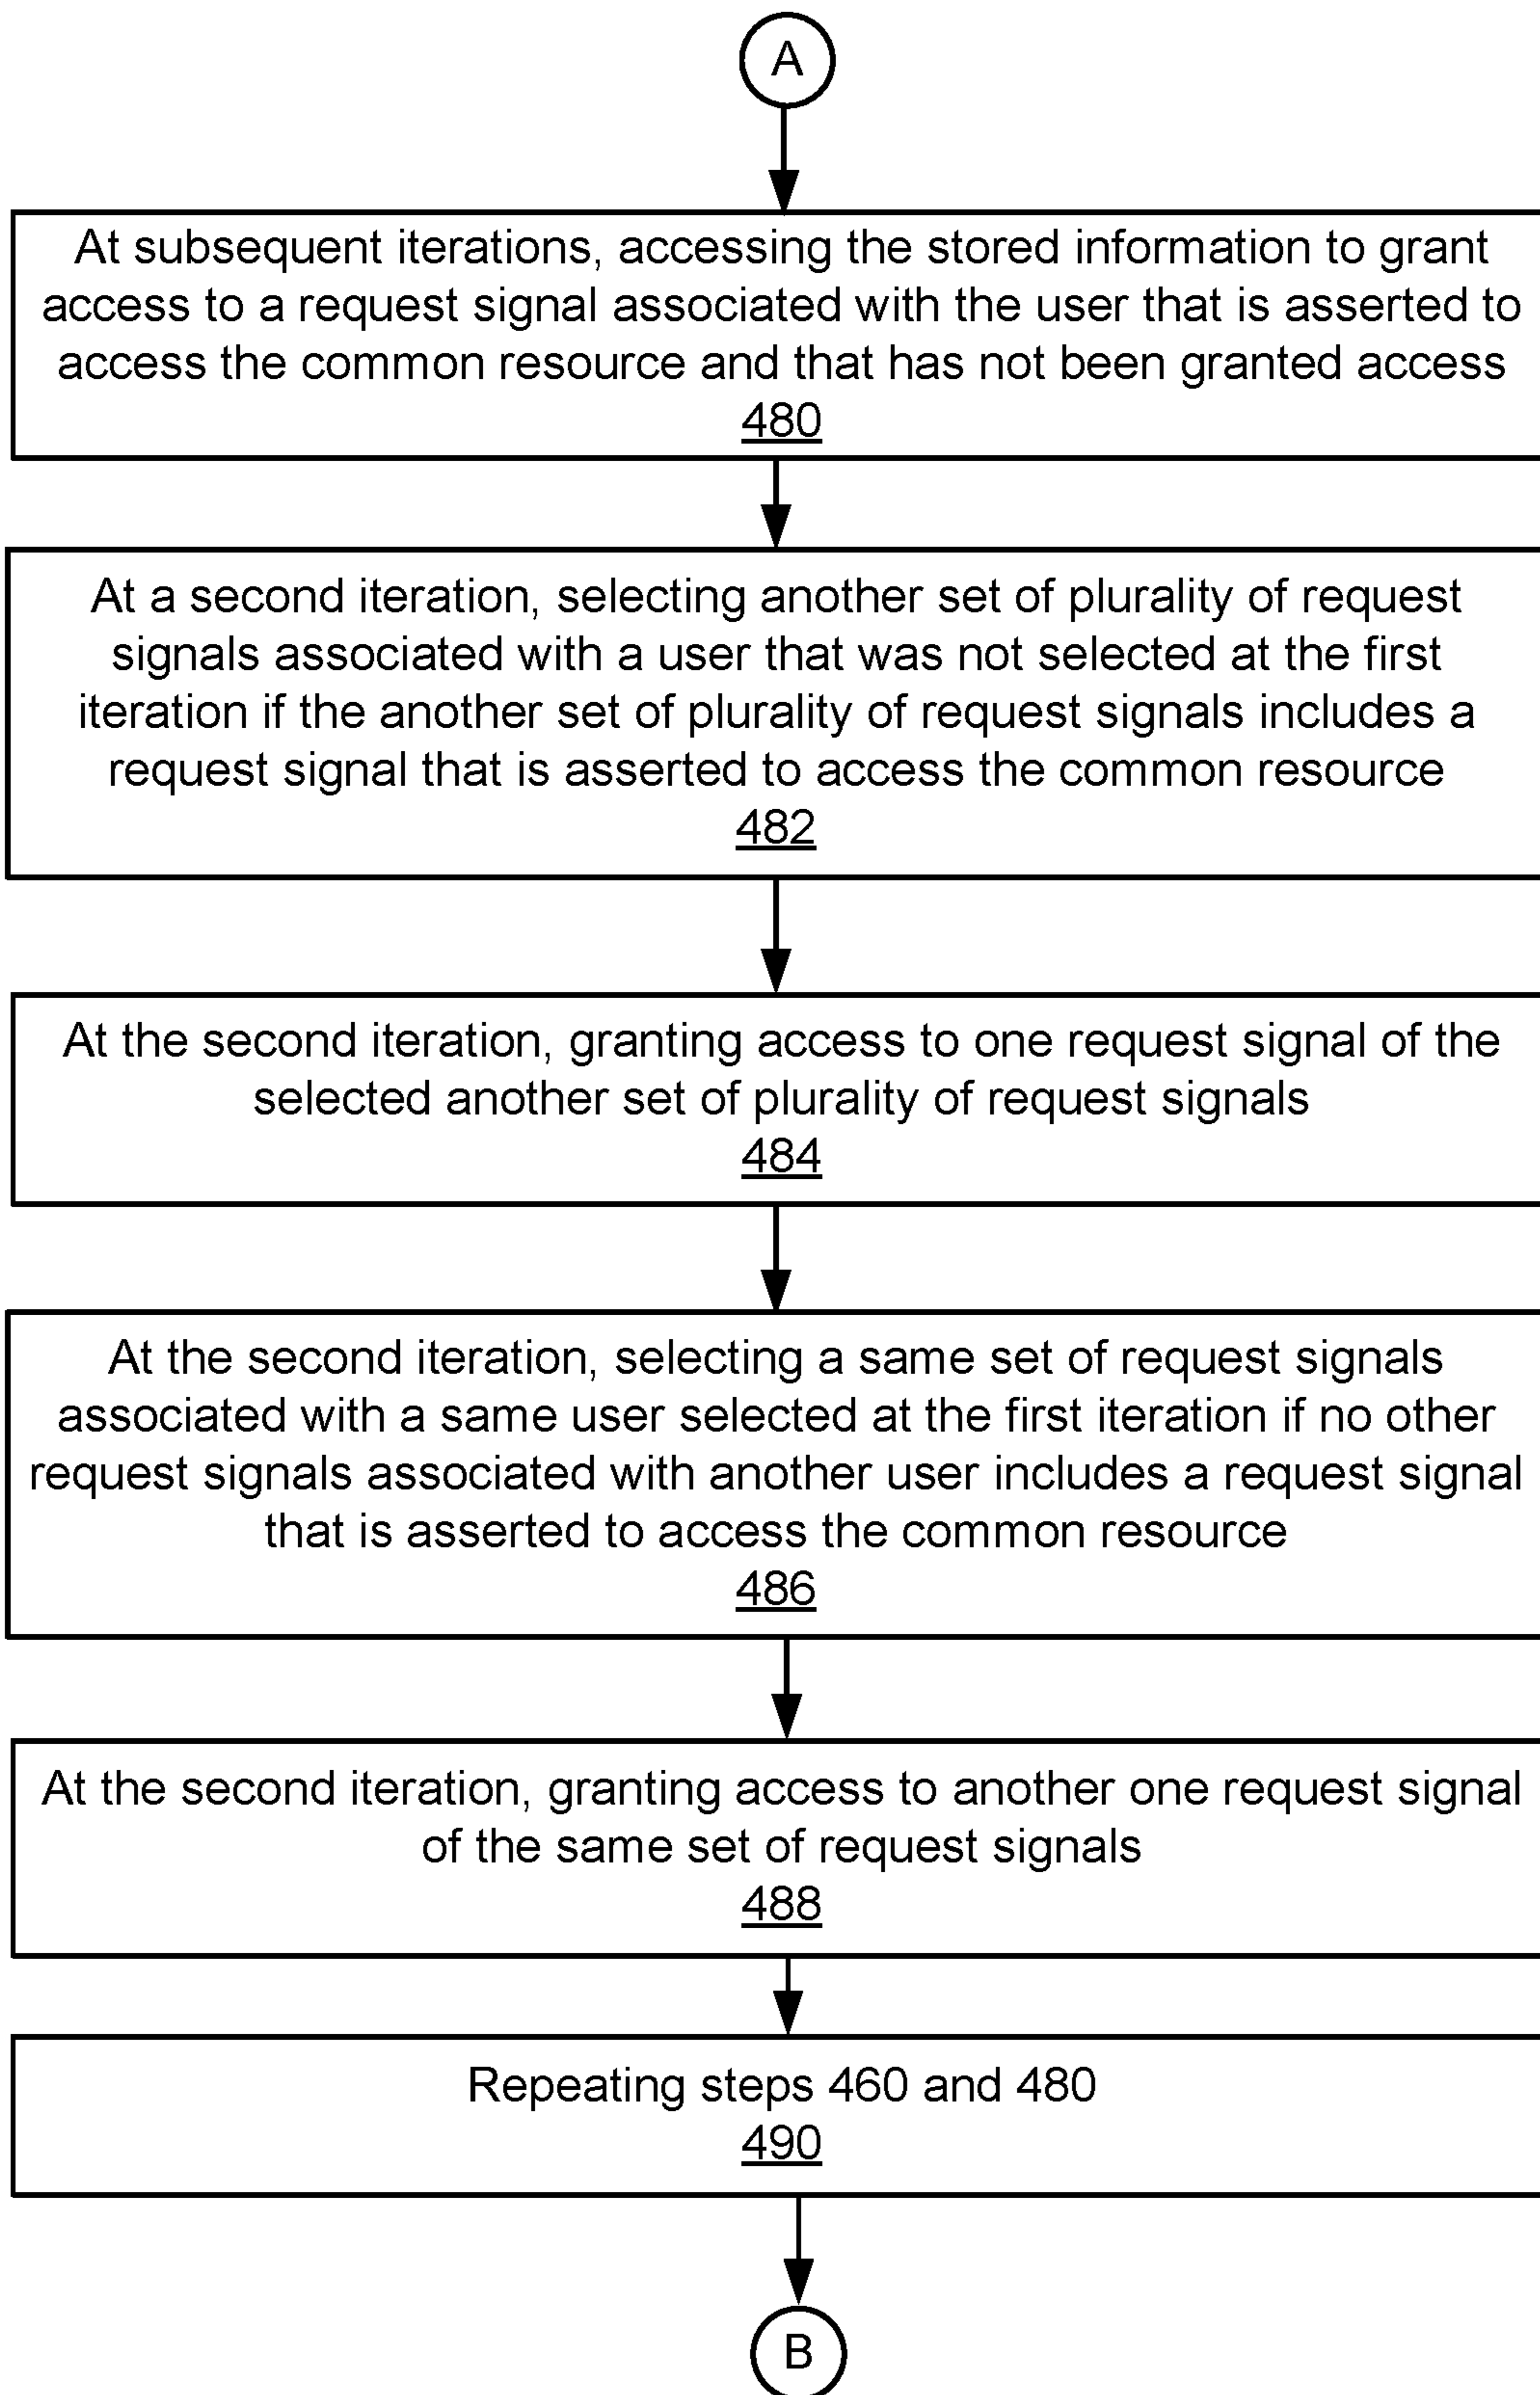 A
At subsequent iterations, accessing the stored information to grant
access to a request signal associated with the user that is asserted to
access the common resource and that has not been granted access
480
At a second iteration, selecting another set of plurality of request
signals associated with a user that was not selected at the first
iteration if the another set of plurality of request signals includes a
request signal that is asserted to access the common resource
482
At the second iteration, granting access to one request signal of the
selected another set of plurality of request signals
484
At the second iteration, selecting a same set of request signals
associated with a same user selected at the first iteration if no other
request signals associated with another user includes a request signal
that is asserted to access the common resource
486
At the second iteration, granting access to another one request signal
of the same set of request signals
488
Repeating steps 460 and 480
490
B